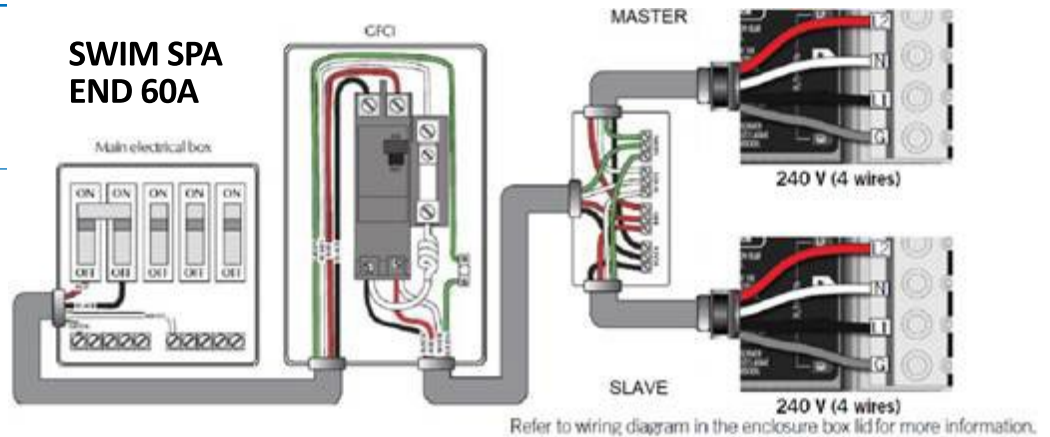 SWIM SPA
END 60A
GFCI
MASTER
Main electrical box
ON ON ON ON ON
OFF OFF OFF OFF OFF
L2
N
L1
G
240 V (4 wires)
L2
N
L1
G
SLAVE
240 V (4 wires)
Refer to wiring diagram in the enclosure box lid for more information.